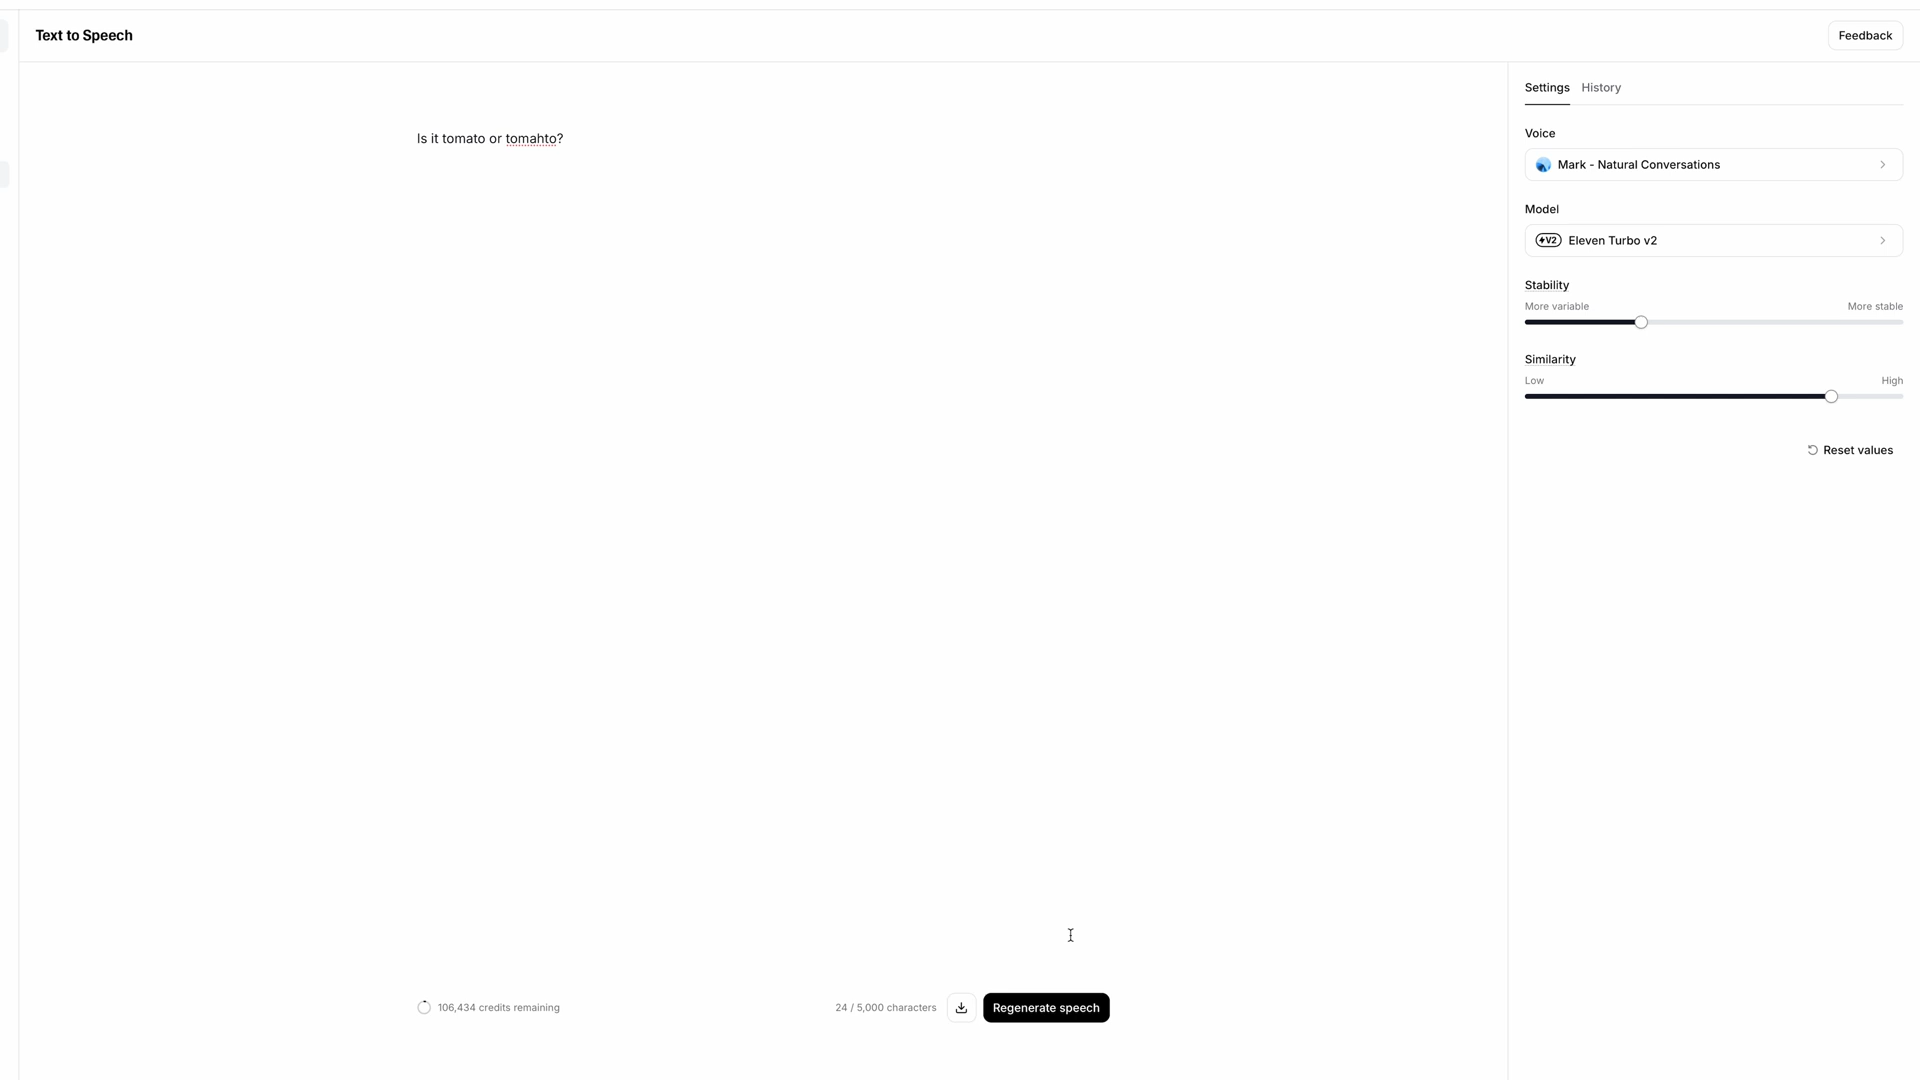 Text to Speech
Feedback
Is it tomato or tomahto?
Settings History
Voice
Mark - Natural Conversations
Model
V2 Eleven Turbo v2
Stability
More variable More stable
Similarity
Low High
Reset values
106,434 credits remaining
24 / 5,000 characters
Regenerate speech